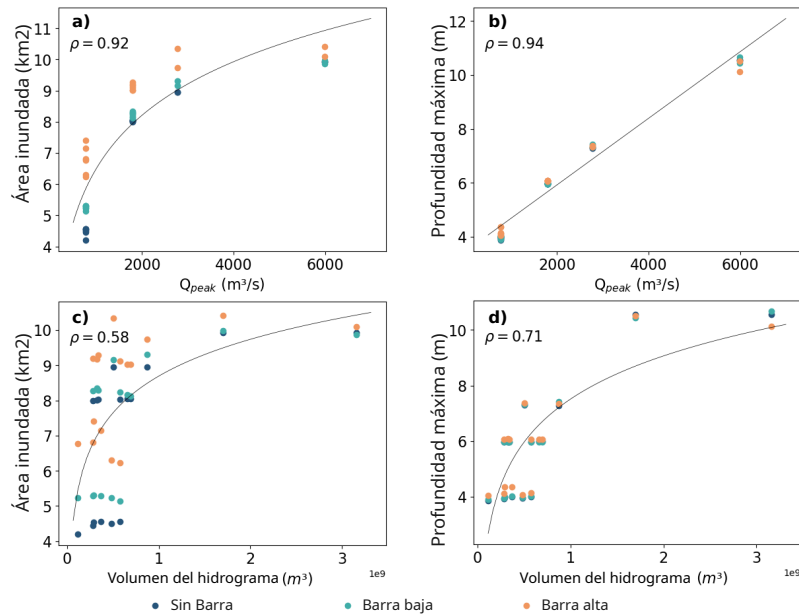 a)
ρ = 0.92
Área inundada (km2)
11
10
9
8
7
6
5
4
2000
4000
6000
Qpeak (m³/s)
b)
ρ = 0.94
Profundidad máxima (m)
12
10
8
6
4
2000
4000
6000
Qpeak (m³/s)
c)
ρ = 0.58
Área inundada (km2)
10
9
8
7
6
5
4
0
1
2
3
1e9
Volumen del hidrograma (m³)
d)
ρ = 0.71
Profundidad máxima (m)
10
8
6
4
0
1
2
3
1e9
Volumen del hidrograma (m³)
Sin Barra
Barra baja
Barra alta